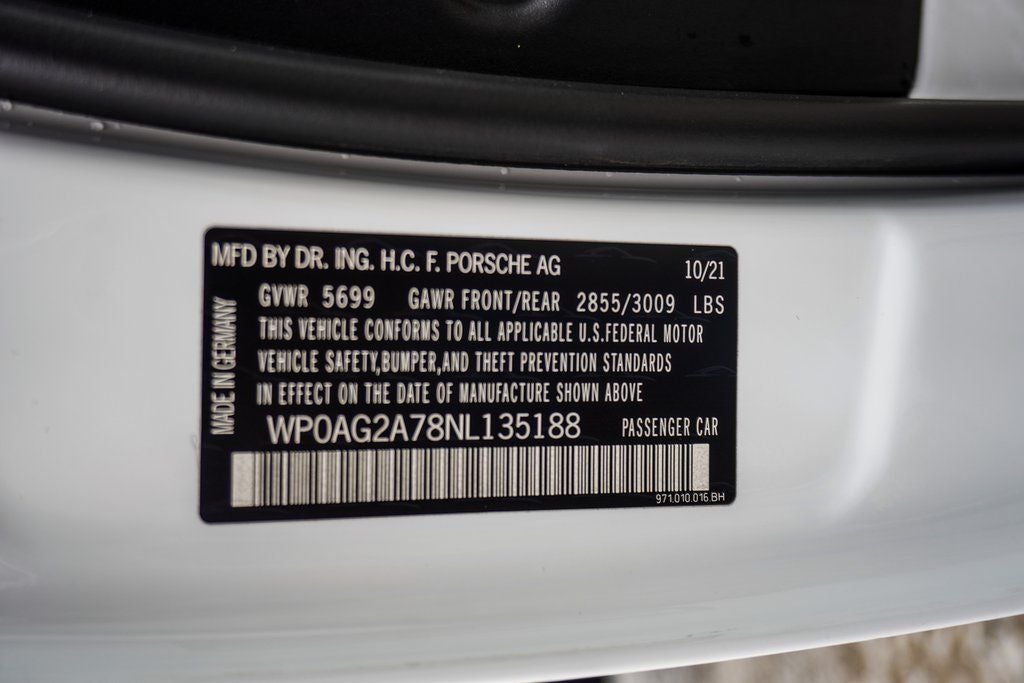 MFD BY DR. ING. H.C. F. PORSCHE AG 10/21
GVWR 5699 GAWR FRONT/REAR 2855/3009 LBS
THIS VEHICLE CONFORMS TO ALL APPLICABLE U.S.FEDERAL MOTOR
VEHICLE SAFETY,BUMPER,AND THEFT PREVENTION STANDARDS
IN EFFECT ON THE DATE OF MANUFACTURE SHOWN ABOVE
WP0AG2A78NL135188 PASSENGER CAR
971.010.016.BH
MADE IN GERMANY